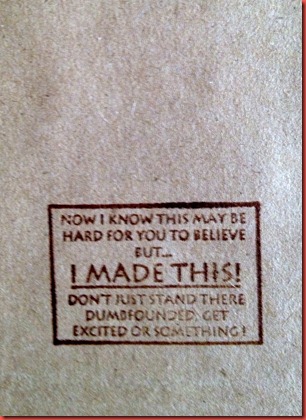 NOW I KNOW THIS MAY BE
HARD FOR YOU TO BELIEVE
BUT...
I MADE THIS!
DON'T JUST STAND THERE
DUMBFOUNDED, GET
EXCITED OR SOMETHING!